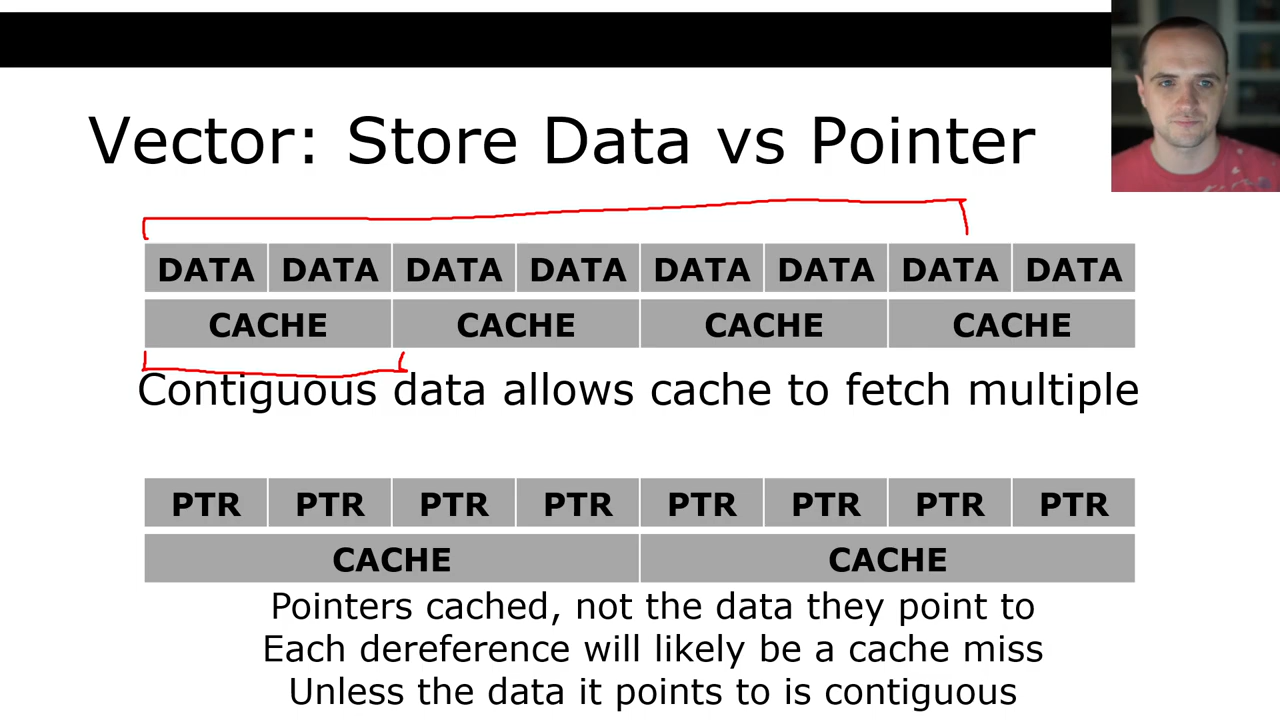 Vector: Store Data vs Pointer
DATA DATA DATA DATA DATA DATA DATA DATA
CACHE CACHE CACHE CACHE
Contiguous data allows cache to fetch multiple
PTR PTR PTR PTR PTR PTR PTR PTR
CACHE CACHE
Pointers cached, not the data they point to
Each dereference will likely be a cache miss
Unless the data it points to is contiguous